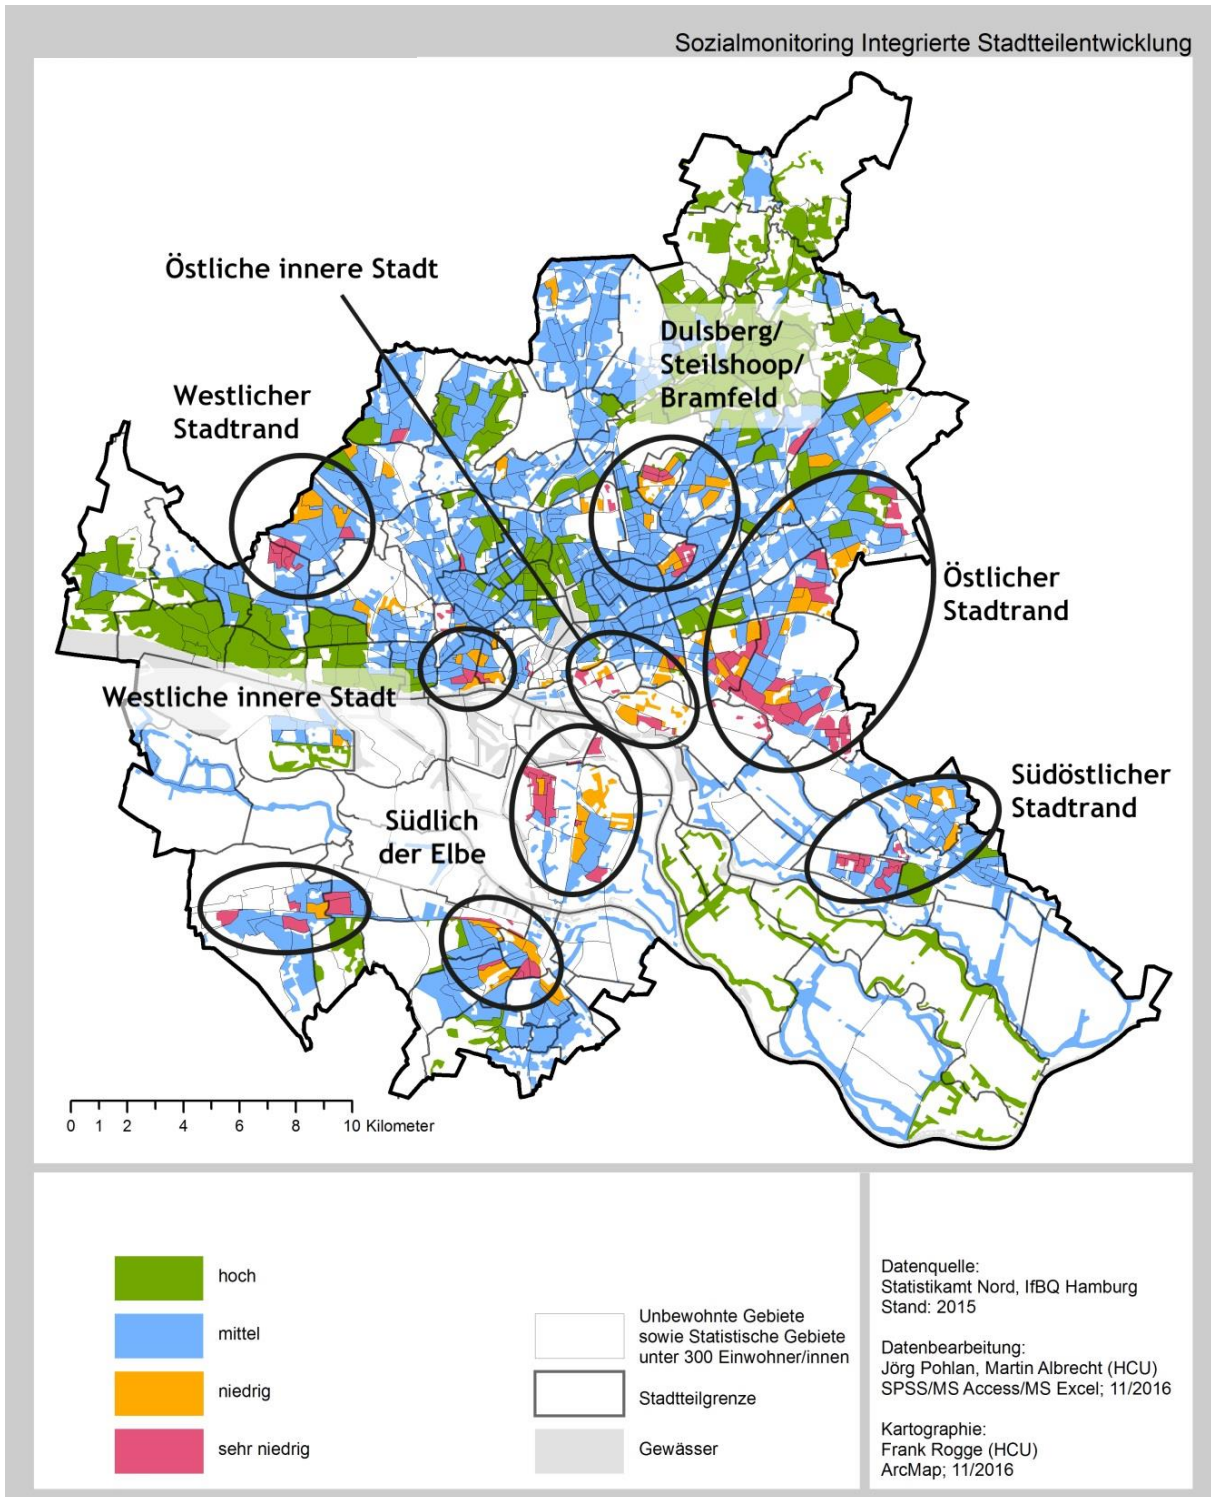 Sozialmonitoring Integrierte Stadtteilentwicklung
Östliche innere Stadt
Dulsberg/
Steilshoop/
Bramfeld
Westlicher
Stadtrand
Östlicher
Stadtrand
Westliche innere Stadt
Südöstlicher
Stadtrand
Südlich
der Elbe
0 1 2 4 6 8 10 Kilometer
hoch
mittel
niedrig
sehr niedrig
Unbewohnte Gebiete
sowie Statistische Gebiete
unter 300 Einwohner/innen
Stadtteilgrenze
Gewässer
Datenquelle:
Statistikamt Nord, IfBQ Hamburg
Stand: 2015
Datenbearbeitung:
Jörg Pohlan, Martin Albrecht (HCU)
SPSS/MS Access/MS Excel; 11/2016
Kartographie:
Frank Rogge (HCU)
ArcMap; 11/2016